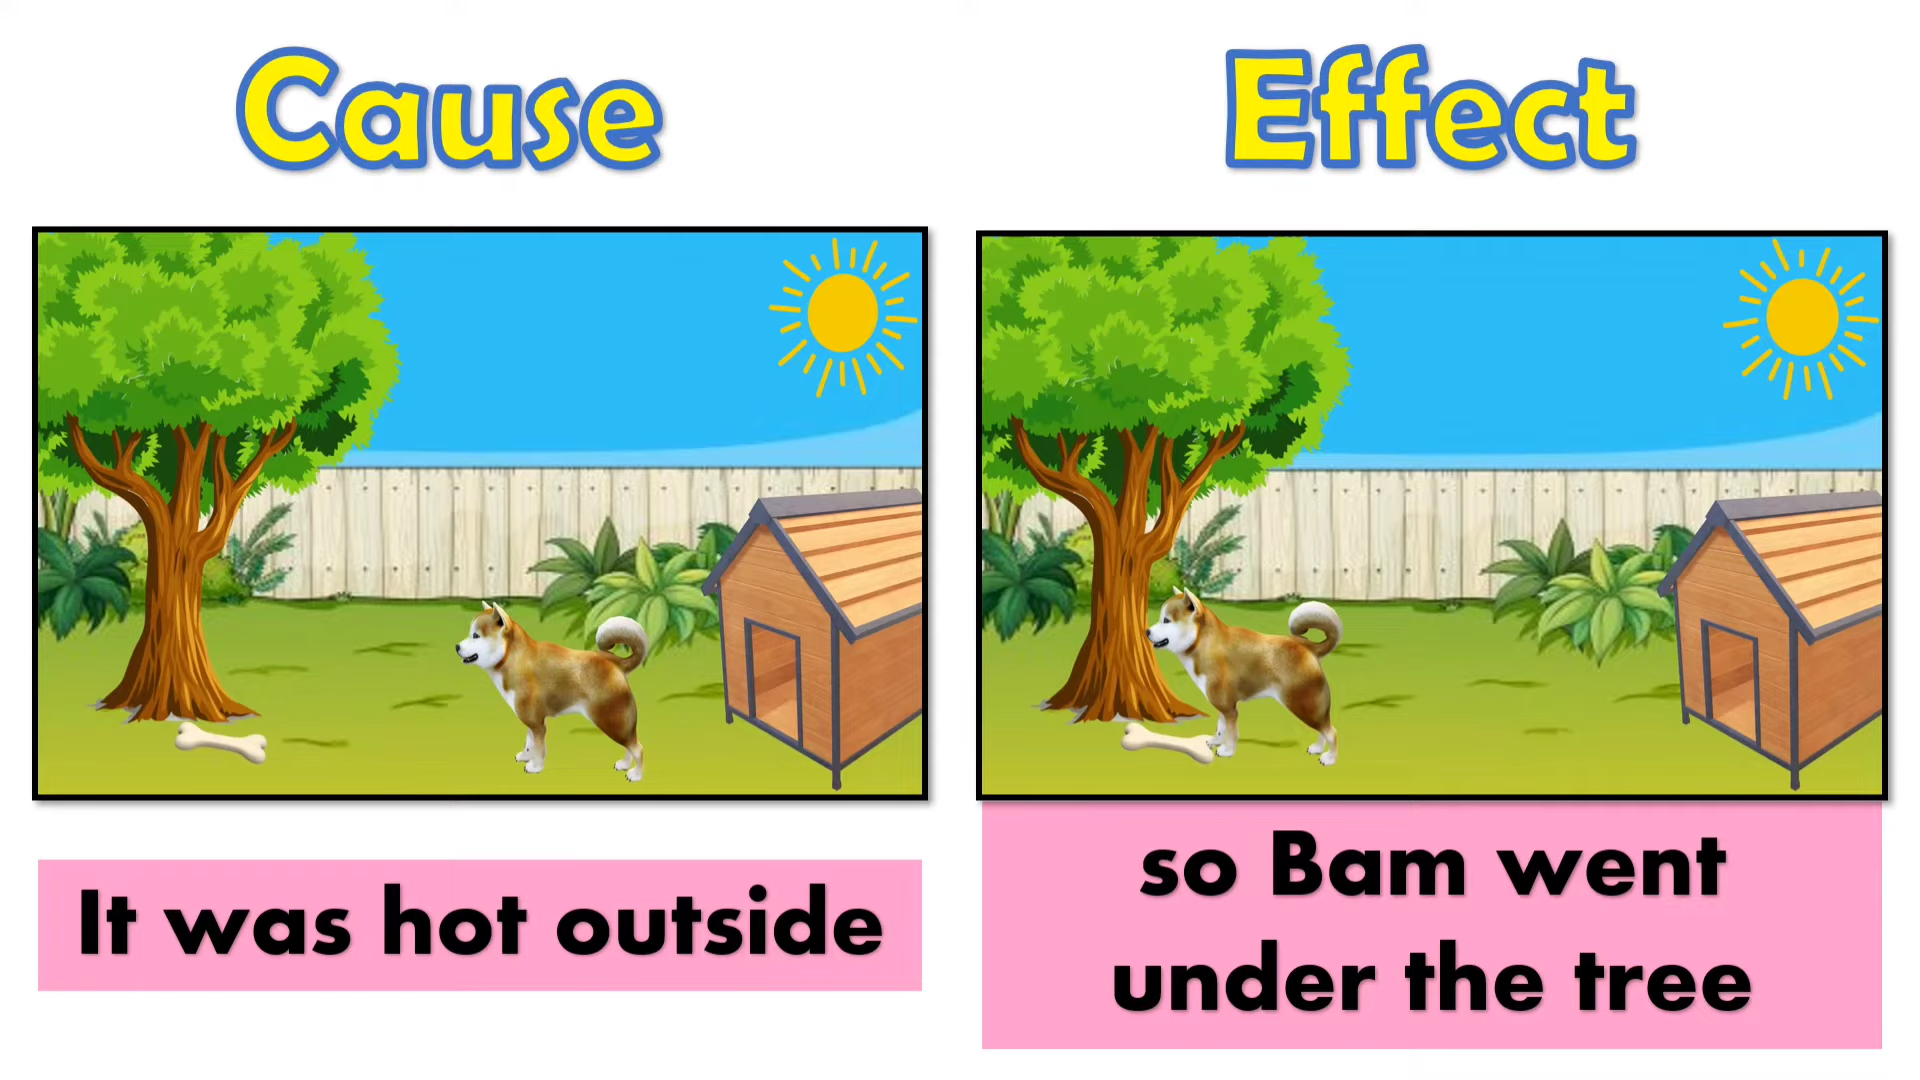 Cause
Effect
It was hot outside
so Bam went
under the tree